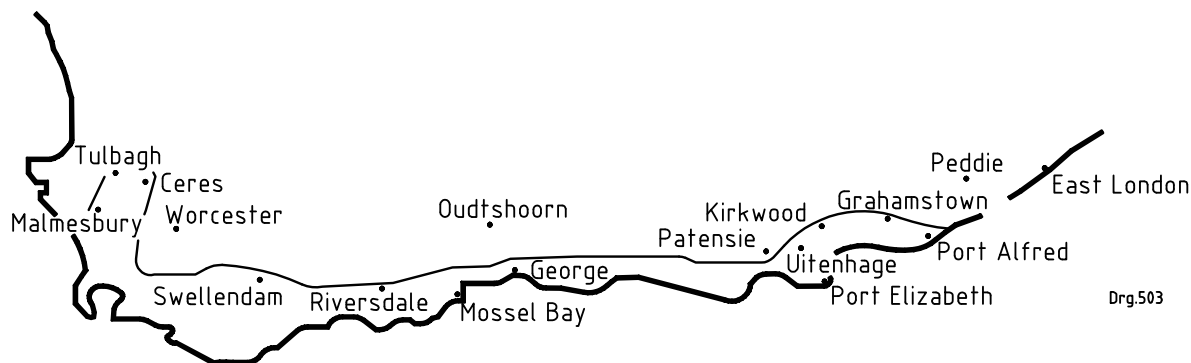 Tulbagh
Ceres
Malmesbury
Worcester
Oudtshoorn
Peddie
East London
Grahamstown
Kirkwood
Patensie
Port Alfred
Uitenhage
George
Swellendam
Riversdale
Mossel Bay
Port Elizabeth
Drg.503